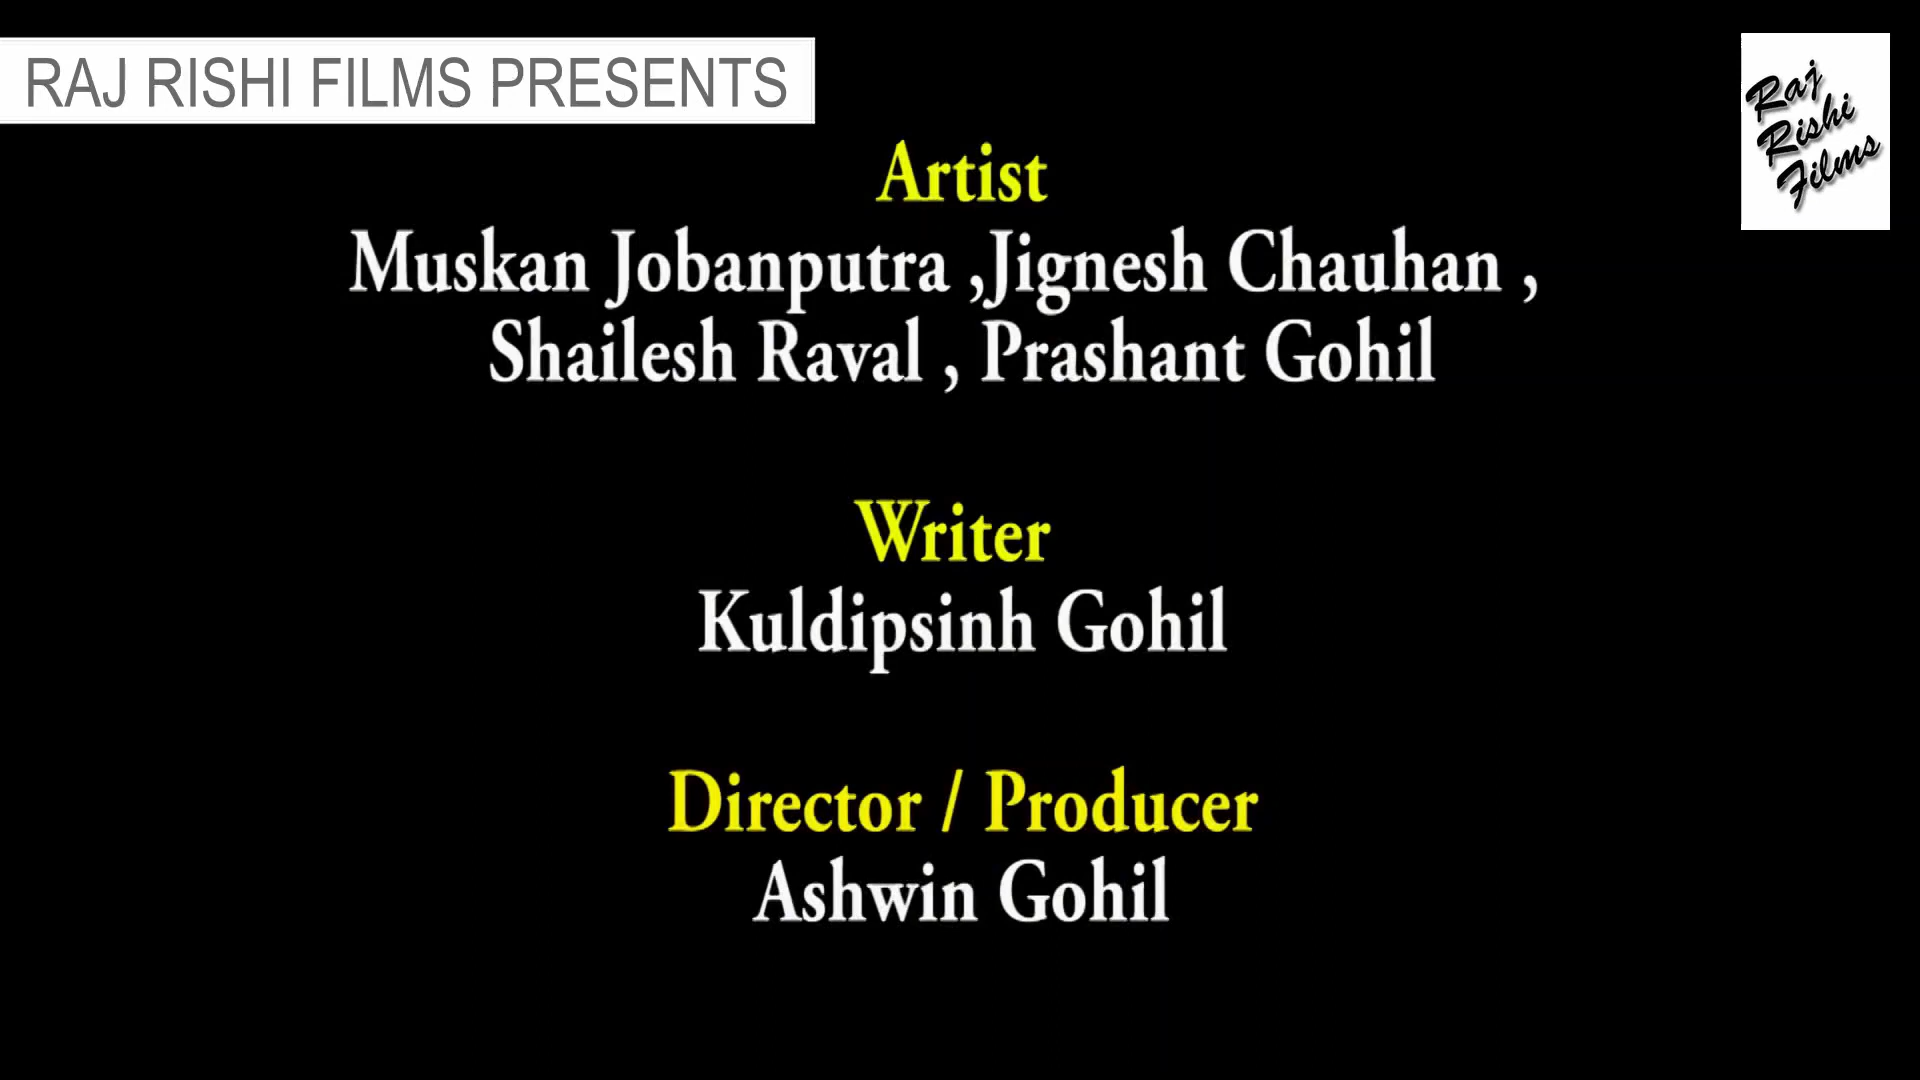 RAJ RISHI FILMS PRESENTS
Raj
Rishi
Films
Artist
Muskan Jobanputra ,Jignesh Chauhan ,
Shailesh Raval , Prashant Gohil
Writer
Kuldipsinh Gohil
Director / Producer
Ashwin Gohil